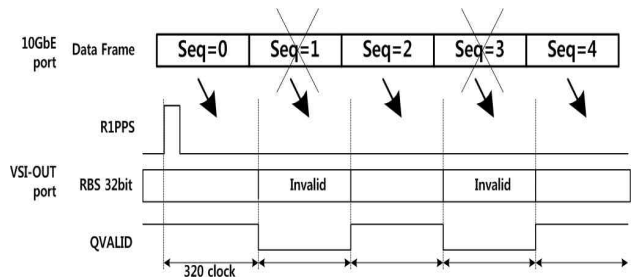 10GbE port
Data Frame
Seq=0
Seq=1
Seq=2
Seq=3
Seq=4
R1PPS
VSI-OUT port
RBS 32bit
Invalid
Invalid
QVALID
320 clock